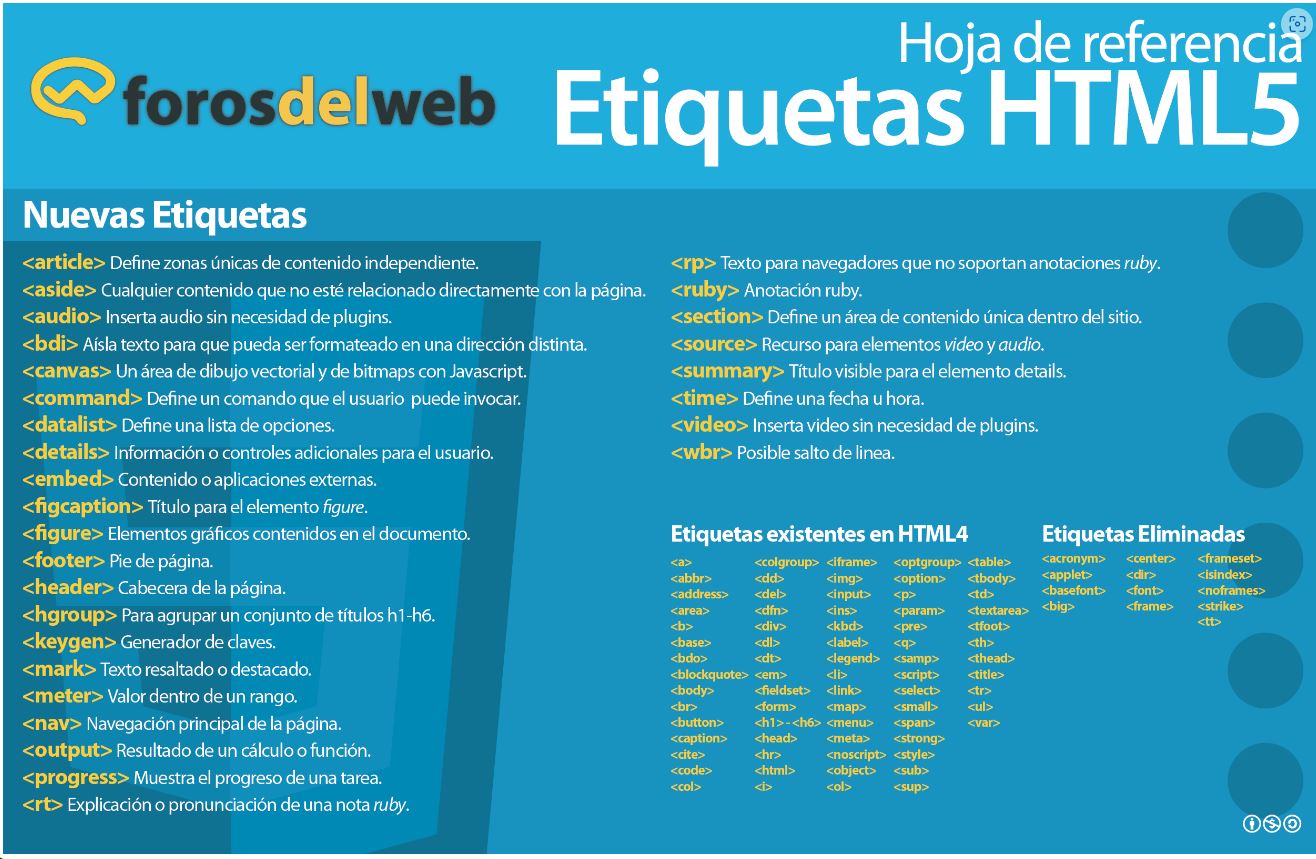 forosdelweb
Hoja de referencia
Etiquetas HTML5
Nuevas Etiquetas
<article> Define zonas únicas de contenido independiente.
<aside> Cualquier contenido que no esté relacionado directamente con la página.
<audio> Inserta audio sin necesidad de plugins.
<bdi> Aísla texto para que pueda ser formateado en una dirección distinta.
<canvas> Un área de dibujo vectorial y de bitmaps con Javascript.
<command> Define un comando que el usuario puede invocar.
<datalist> Define una lista de opciones.
<details> Información o controles adicionales para el usuario.
<embed> Contenido o aplicaciones externas.
<figcaption> Título para el elemento figure.
<figure> Elementos gráficos contenidos en el documento.
<footer> Pie de página.
<header> Cabecera de la página.
<hgroup> Para agrupar un conjunto de títulos h1-h6.
<keygen> Generador de claves.
<mark> Texto resaltado o destacado.
<meter> Valor dentro de un rango.
<nav> Navegación principal de la página.
<output> Resultado de un cálculo o función.
<progress> Muestra el progreso de una tarea.
<rt> Explicación o pronunciación de una nota ruby.
<rp> Texto para navegadores que no soportan anotaciones ruby.
<ruby> Anotación ruby.
<section> Define un área de contenido única dentro del sitio.
<source> Recurso para elementos video y audio.
<summary> Título visible para el elemento details.
<time> Define una fecha u hora.
<video> Inserta video sin necesidad de plugins.
<wbr> Posible salto de linea.
Etiquetas existentes en HTML4
<a>
<abbr>
<address>
<area>
<b>
<base>
<bdo>
<blockquote>
<body>
<br>
<button>
<caption>
<cite>
<code>
<col>
<colgroup>
<dd>
<del>
<dfn>
<div>
<dl>
<dt>
<em>
<fieldset>
<form>
<h1> - <h6>
<head>
<hr>
<html>
<i>
<iframe>
<img>
<input>
<ins>
<kbd>
<label>
<legend>
<li>
<link>
<map>
<menu>
<meta>
<noscript>
<object>
<ol>
<optgroup>
<option>
<p>
<param>
<pre>
<q>
<samp>
<script>
<select>
<small>
<span>
<strong>
<style>
<sub>
<sup>
<table>
<tbody>
<td>
<textarea>
<tfoot>
<th>
<thead>
<title>
<tr>
<ul>
<var>
Etiquetas Eliminadas
<acronym>
<applet>
<basefont>
<big>
<center>
<dir>
<font>
<frame>
<frameset>
<isindex>
<noframes>
<strike>
<tt>